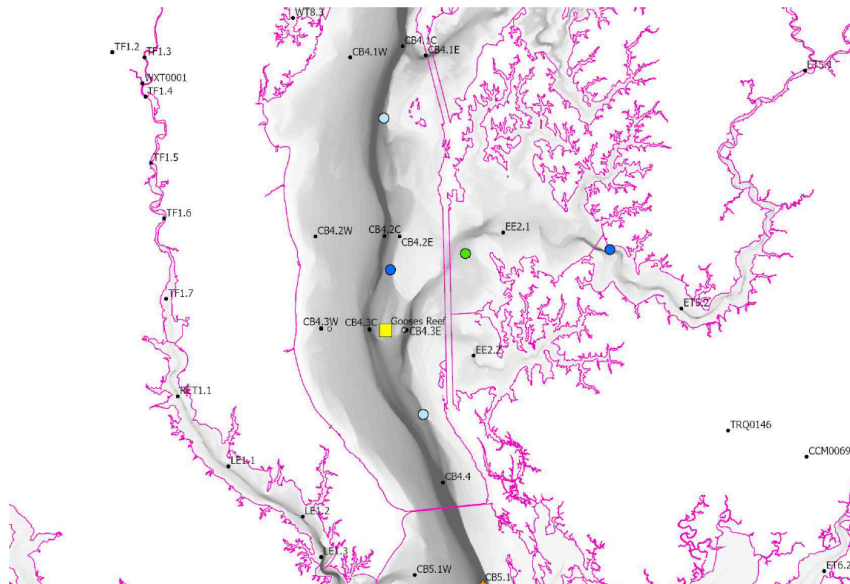 WT8.3
TF1.2
TF1.3
CB4.1C
CB4.1E
CB4.1W
ET5.1
WXT0001
TF1.4
TF1.5
TF1.6
CB4.2W
CB4.2C
CB4.2E
EE2.1
TF1.7
ET5.2
Gooses Reef
CB4.3W
CB4.3C
CB4.3E
EE2.2
RET1.1
TRQ0146
CCM0069
LE1.1
CB4.4
LE1.2
LE1.3
CB5.1W
CB5.1
ET6.2